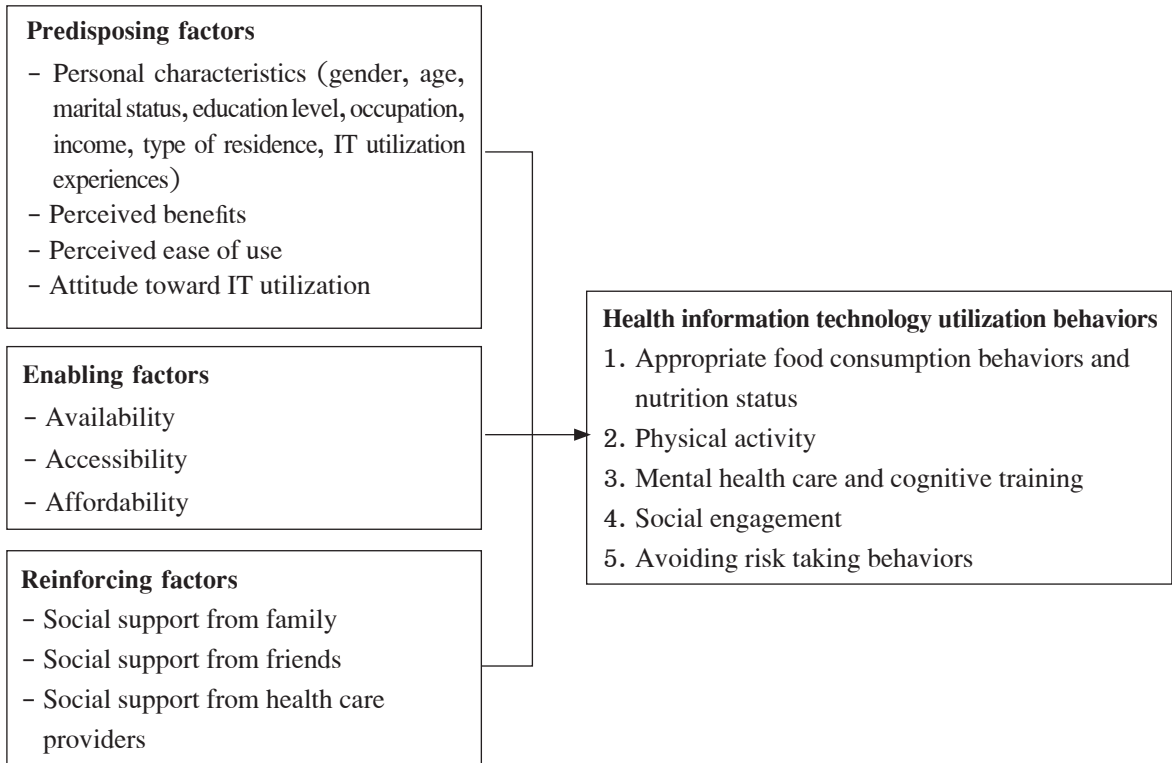 Predisposing factors
- Personal characteristics (gender, age,
marital status, education level, occupation,
income, type of residence, IT utilization
experiences)
- Perceived benefits
- Perceived ease of use
- Attitude toward IT utilization
Enabling factors
- Availability
- Accessibility
- Affordability
Reinforcing factors
- Social support from family
- Social support from friends
- Social support from health care
providers
Health information technology utilization behaviors
1. Appropriate food consumption behaviors and
nutrition status
2. Physical activity
3. Mental health care and cognitive training
4. Social engagement
5. Avoiding risk taking behaviors